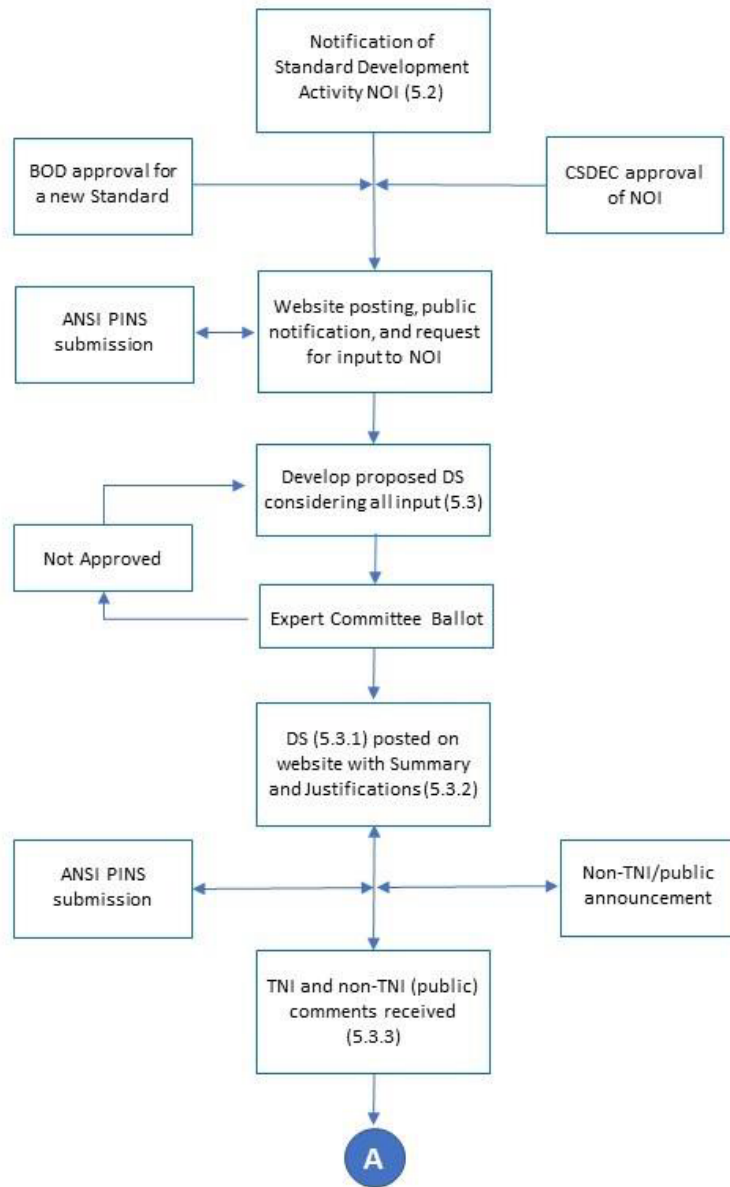 Notification of
Standard Development
Activity NOI (5.2)
BOD approval for
a new Standard
CSDEC approval
of NOI
ANSI PINS
submission
Website posting, public
notification, and request
for input to NOI
Develop proposed DS
considering all input (5.3)
Not Approved
Expert Committee Ballot
DS (5.3.1) posted on
website with Summary
and Justifications (5.3.2)
ANSI PINS
submission
Non-TNI/public
announcement
TNI and non-TNI (public)
comments received
(5.3.3)
A